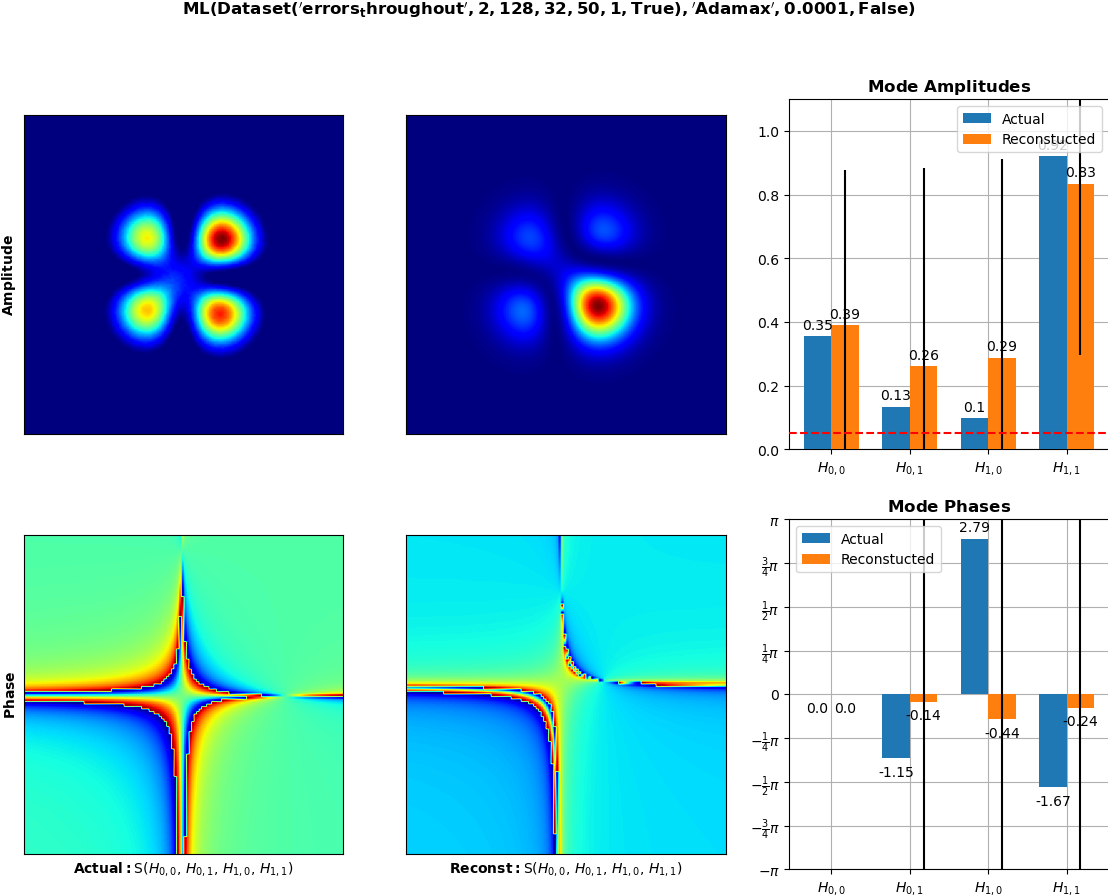 ML(Dataset('errors_throughout', 2, 128, 32, 50, 1, True), 'Adamax', 0.0001, False)
Amplitude
Mode Amplitudes
Actual
Reconstucted
1.0
0.8
0.6
0.4
0.2
0.0
0.35
0.39
0.13
0.26
0.1
0.29
0.92
0.83
H0,0
H0,1
H1,0
H1,1
Phase
Actual: S(H0,0, H0,1, H1,0, H1,1)
Reconst: S(H0,0, H0,1, H1,0, H1,1)
Mode Phases
Actual
Reconstucted
π
3/4π
1/2π
1/4π
0
−1/4π
−1/2π
−3/4π
−π
0.0
0.0
-1.15
-0.14
2.79
-0.44
-1.67
-0.24
H0,0
H0,1
H1,0
H1,1